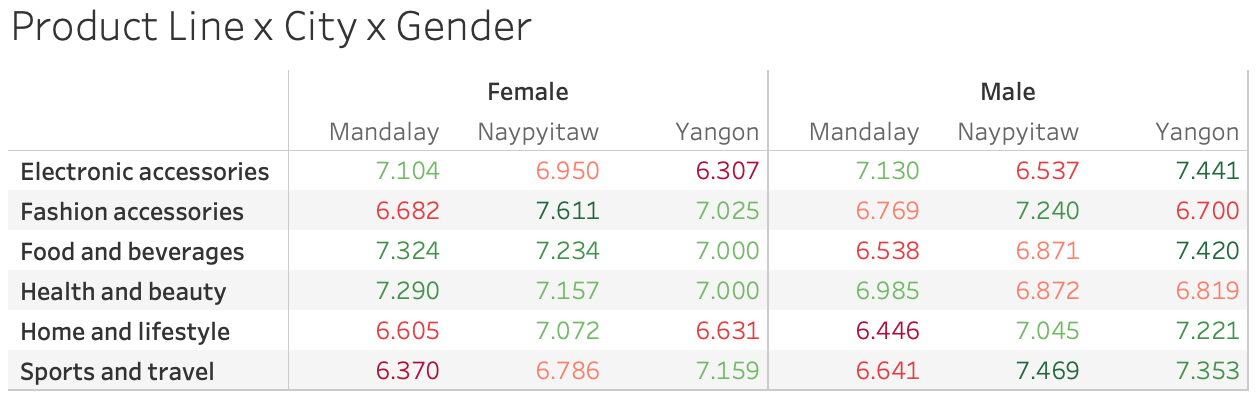 Product Line x City x Gender
Female Male
Mandalay Naypyitaw Yangon Mandalay Naypyitaw Yangon
Electronic accessories 7.104 6.950 6.307 7.130 6.537 7.441
Fashion accessories 6.682 7.611 7.025 6.769 7.240 6.700
Food and beverages 7.324 7.234 7.000 6.538 6.871 7.420
Health and beauty 7.290 7.157 7.000 6.985 6.872 6.819
Home and lifestyle 6.605 7.072 6.631 6.446 7.045 7.221
Sports and travel 6.370 6.786 7.159 6.641 7.469 7.353